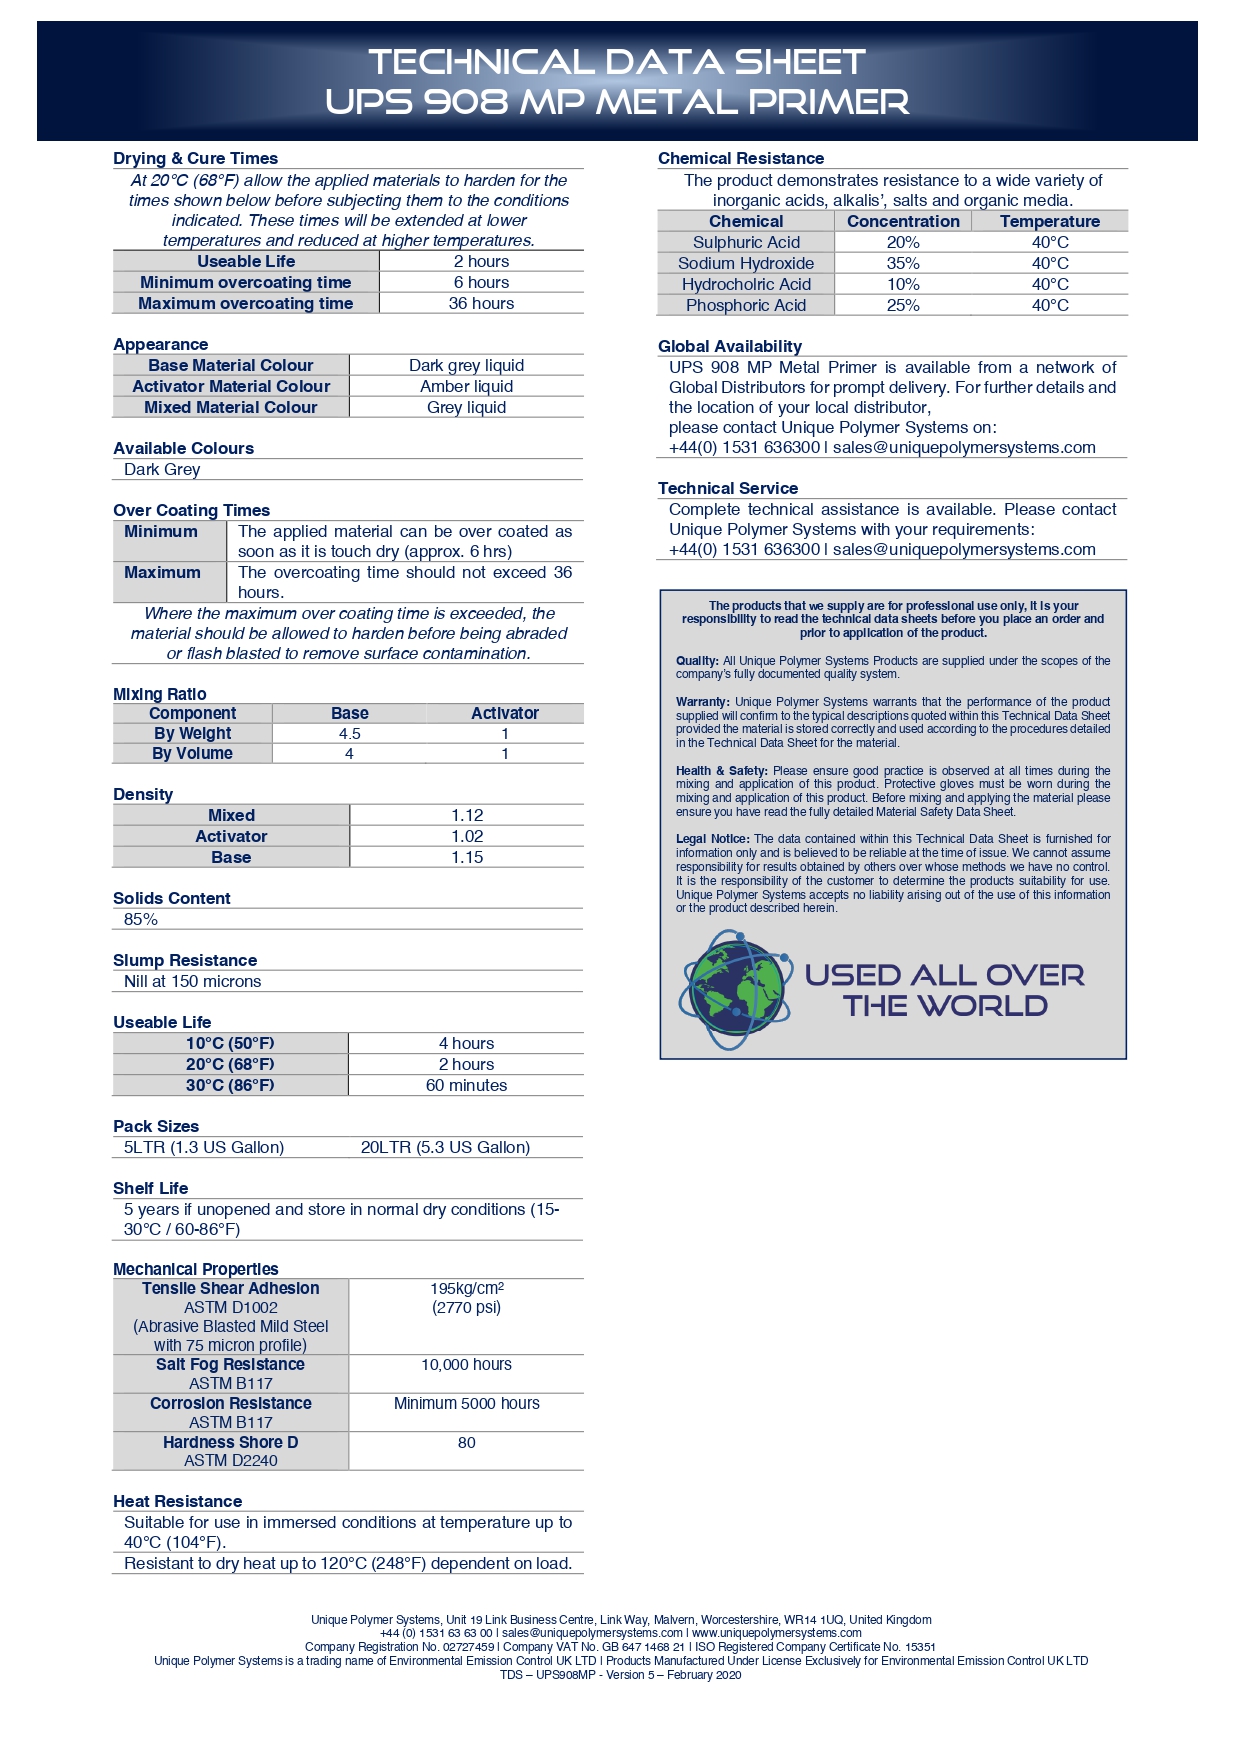 TECHNICAL DATA SHEET
UPS 908 MP METAL PRIMER
Drying & Cure Times
At 20°C (68°F) allow the applied materials to harden for the
times shown below before subjecting them to the conditions
indicated. These times will be extended at lower
temperatures and reduced at higher temperatures.
Useable Life 2 hours
Minimum overcoating time 6 hours
Maximum overcoating time 36 hours
Appearance
Base Material Colour Dark grey liquid
Activator Material Colour Amber liquid
Mixed Material Colour Grey liquid
Available Colours
Dark Grey
Over Coating Times
Minimum The applied material can be over coated as
soon as it is touch dry (approx. 6 hrs)
Maximum The overcoating time should not exceed 36
hours.
Where the maximum over coating time is exceeded, the
material should be allowed to harden before being abraded
or flash blasted to remove surface contamination.
Mixing Ratio
Component Base Activator
By Weight 4.5 1
By Volume 4 1
Density
Mixed 1.12
Activator 1.02
Base 1.15
Solids Content
85%
Slump Resistance
Nill at 150 microns
Useable Life
10°C (50°F) 4 hours
20°C (68°F) 2 hours
30°C (86°F) 60 minutes
Pack Sizes
5LTR (1.3 US Gallon) 20LTR (5.3 US Gallon)
Shelf Life
5 years if unopened and store in normal dry conditions (15-
30°C / 60-86°F)
Mechanical Properties
Tensile Shear Adhesion 195kg/cm²
ASTM D1002 (2770 psi)
(Abrasive Blasted Mild Steel
with 75 micron profile)
Salt Fog Resistance 10,000 hours
ASTM B117
Corrosion Resistance Minimum 5000 hours
ASTM B117
Hardness Shore D 80
ASTM D2240
Heat Resistance
Suitable for use in immersed conditions at temperature up to
40°C (104°F).
Resistant to dry heat up to 120°C (248°F) dependent on load.
Chemical Resistance
The product demonstrates resistance to a wide variety of
inorganic acids, alkalis', salts and organic media.
Chemical Concentration Temperature
Sulphuric Acid 20% 40°C
Sodium Hydroxide 35% 40°C
Hydrocholric Acid 10% 40°C
Phosphoric Acid 25% 40°C
Global Availability
UPS 908 MP Metal Primer is available from a network of
Global Distributors for prompt delivery. For further details and
the location of your local distributor,
please contact Unique Polymer Systems on:
+44(0) 1531 636300 | sales@uniquepolymersystems.com
Technical Service
Complete technical assistance is available. Please contact
Unique Polymer Systems with your requirements:
+44(0) 1531 636300 | sales@uniquepolymersystems.com
The products that we supply are for professional use only, it is your
responsibility to read the technical data sheets before you place an order and
prior to application of the product.
Quality: All Unique Polymer Systems Products are supplied under the scopes of the
company's fully documented quality system.
Warranty: Unique Polymer Systems warrants that the performance of the product
supplied will confirm to the typical descriptions quoted within this Technical Data Sheet
provided the material is stored correctly and used according to the procedures detailed
in the Technical Data Sheet for the material.
Health & Safety: Please ensure good practice is observed at all times during the
mixing and application of this product. Protective gloves must be worn during the
mixing and application of this product. Before mixing and applying the material please
ensure you have read the fully detailed Material Safety Data Sheet.
Legal Notice: The data contained within this Technical Data Sheet is furnished for
information only and is believed to be reliable at the time of issue. We cannot assume
responsibility for results obtained by others over whose methods we have no control.
It is the responsibility of the customer to determine the products suitability for use.
Unique Polymer Systems accepts no liability arising out of the use of this information
or the product described herein.
USED ALL OVER
THE WORLD
Unique Polymer Systems, Unit 19 Link Business Centre, Link Way, Malvern, Worcestershire, WR14 1UQ, United Kingdom
+44 (0) 1531 63 63 00 | sales@uniquepolymersystems.com | www.uniquepolymersystems.com
Company Registration No. 02727459 | Company VAT No. GB 647 1468 21 | ISO Registered Company Certificate No. 15351
Unique Polymer Systems is a trading name of Environmental Emission Control UK LTD | Products Manufactured Under License Exclusively for Environmental Emission Control UK LTD
TDS – UPS908MP - Version 5 – February 2020